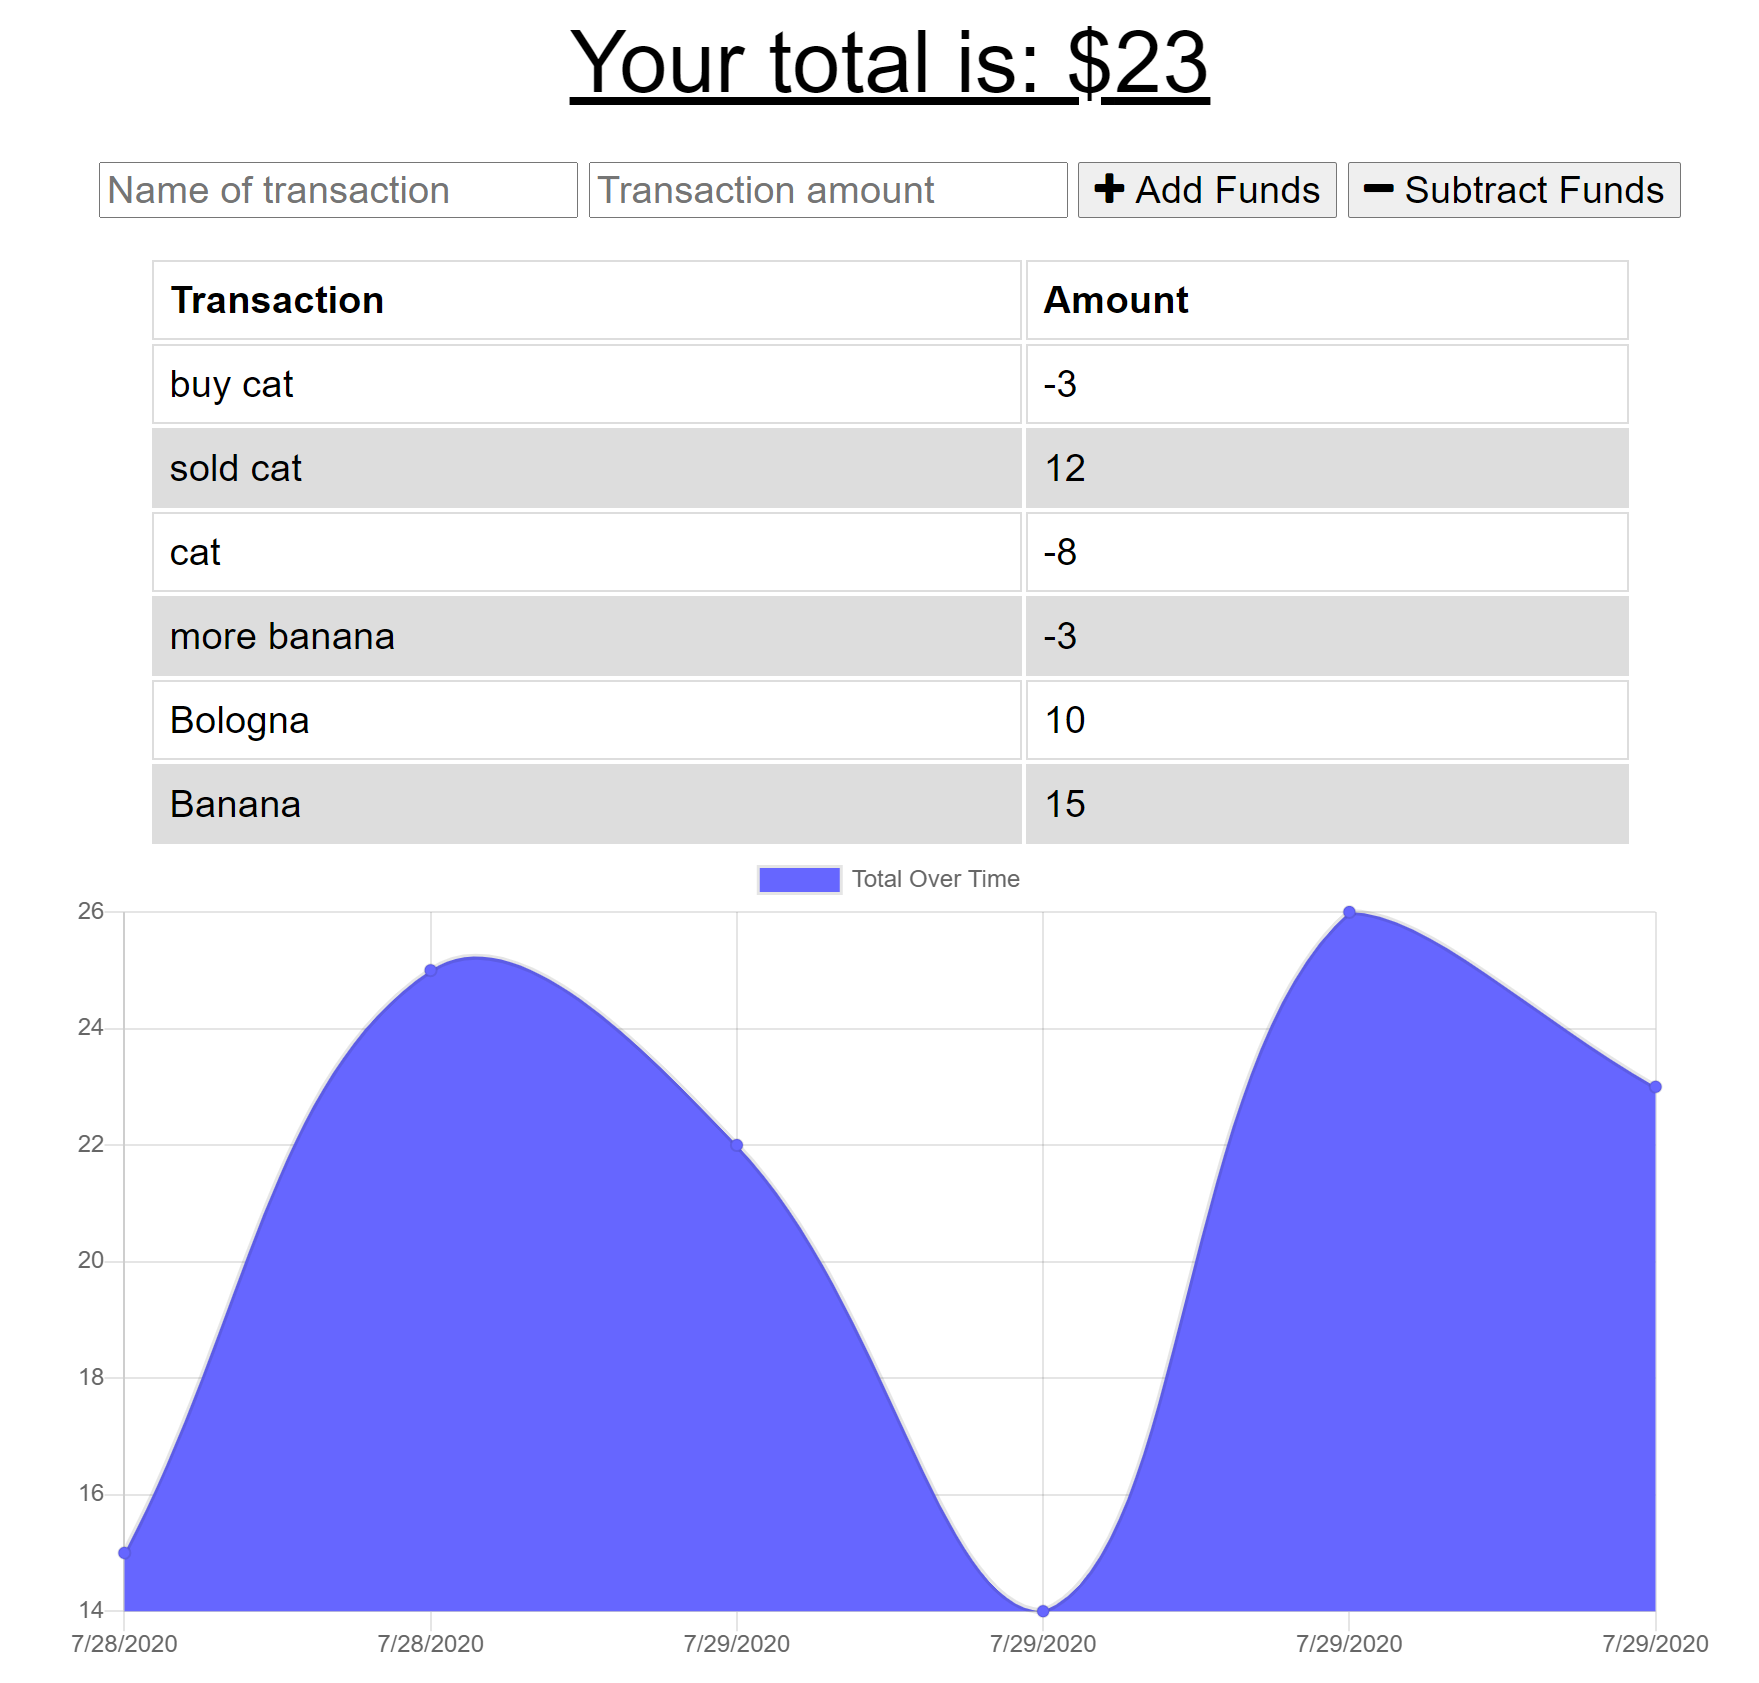 Your total is: $23
Name of transaction Transaction amount Add Funds Subtract Funds
Transaction Amount
buy cat -3
sold cat 12
cat -8
more banana -3
Bologna 10
Banana 15
Total Over Time
26
24
22
20
18
16
14
7/28/2020 7/28/2020 7/29/2020 7/29/2020 7/29/2020 7/29/2020